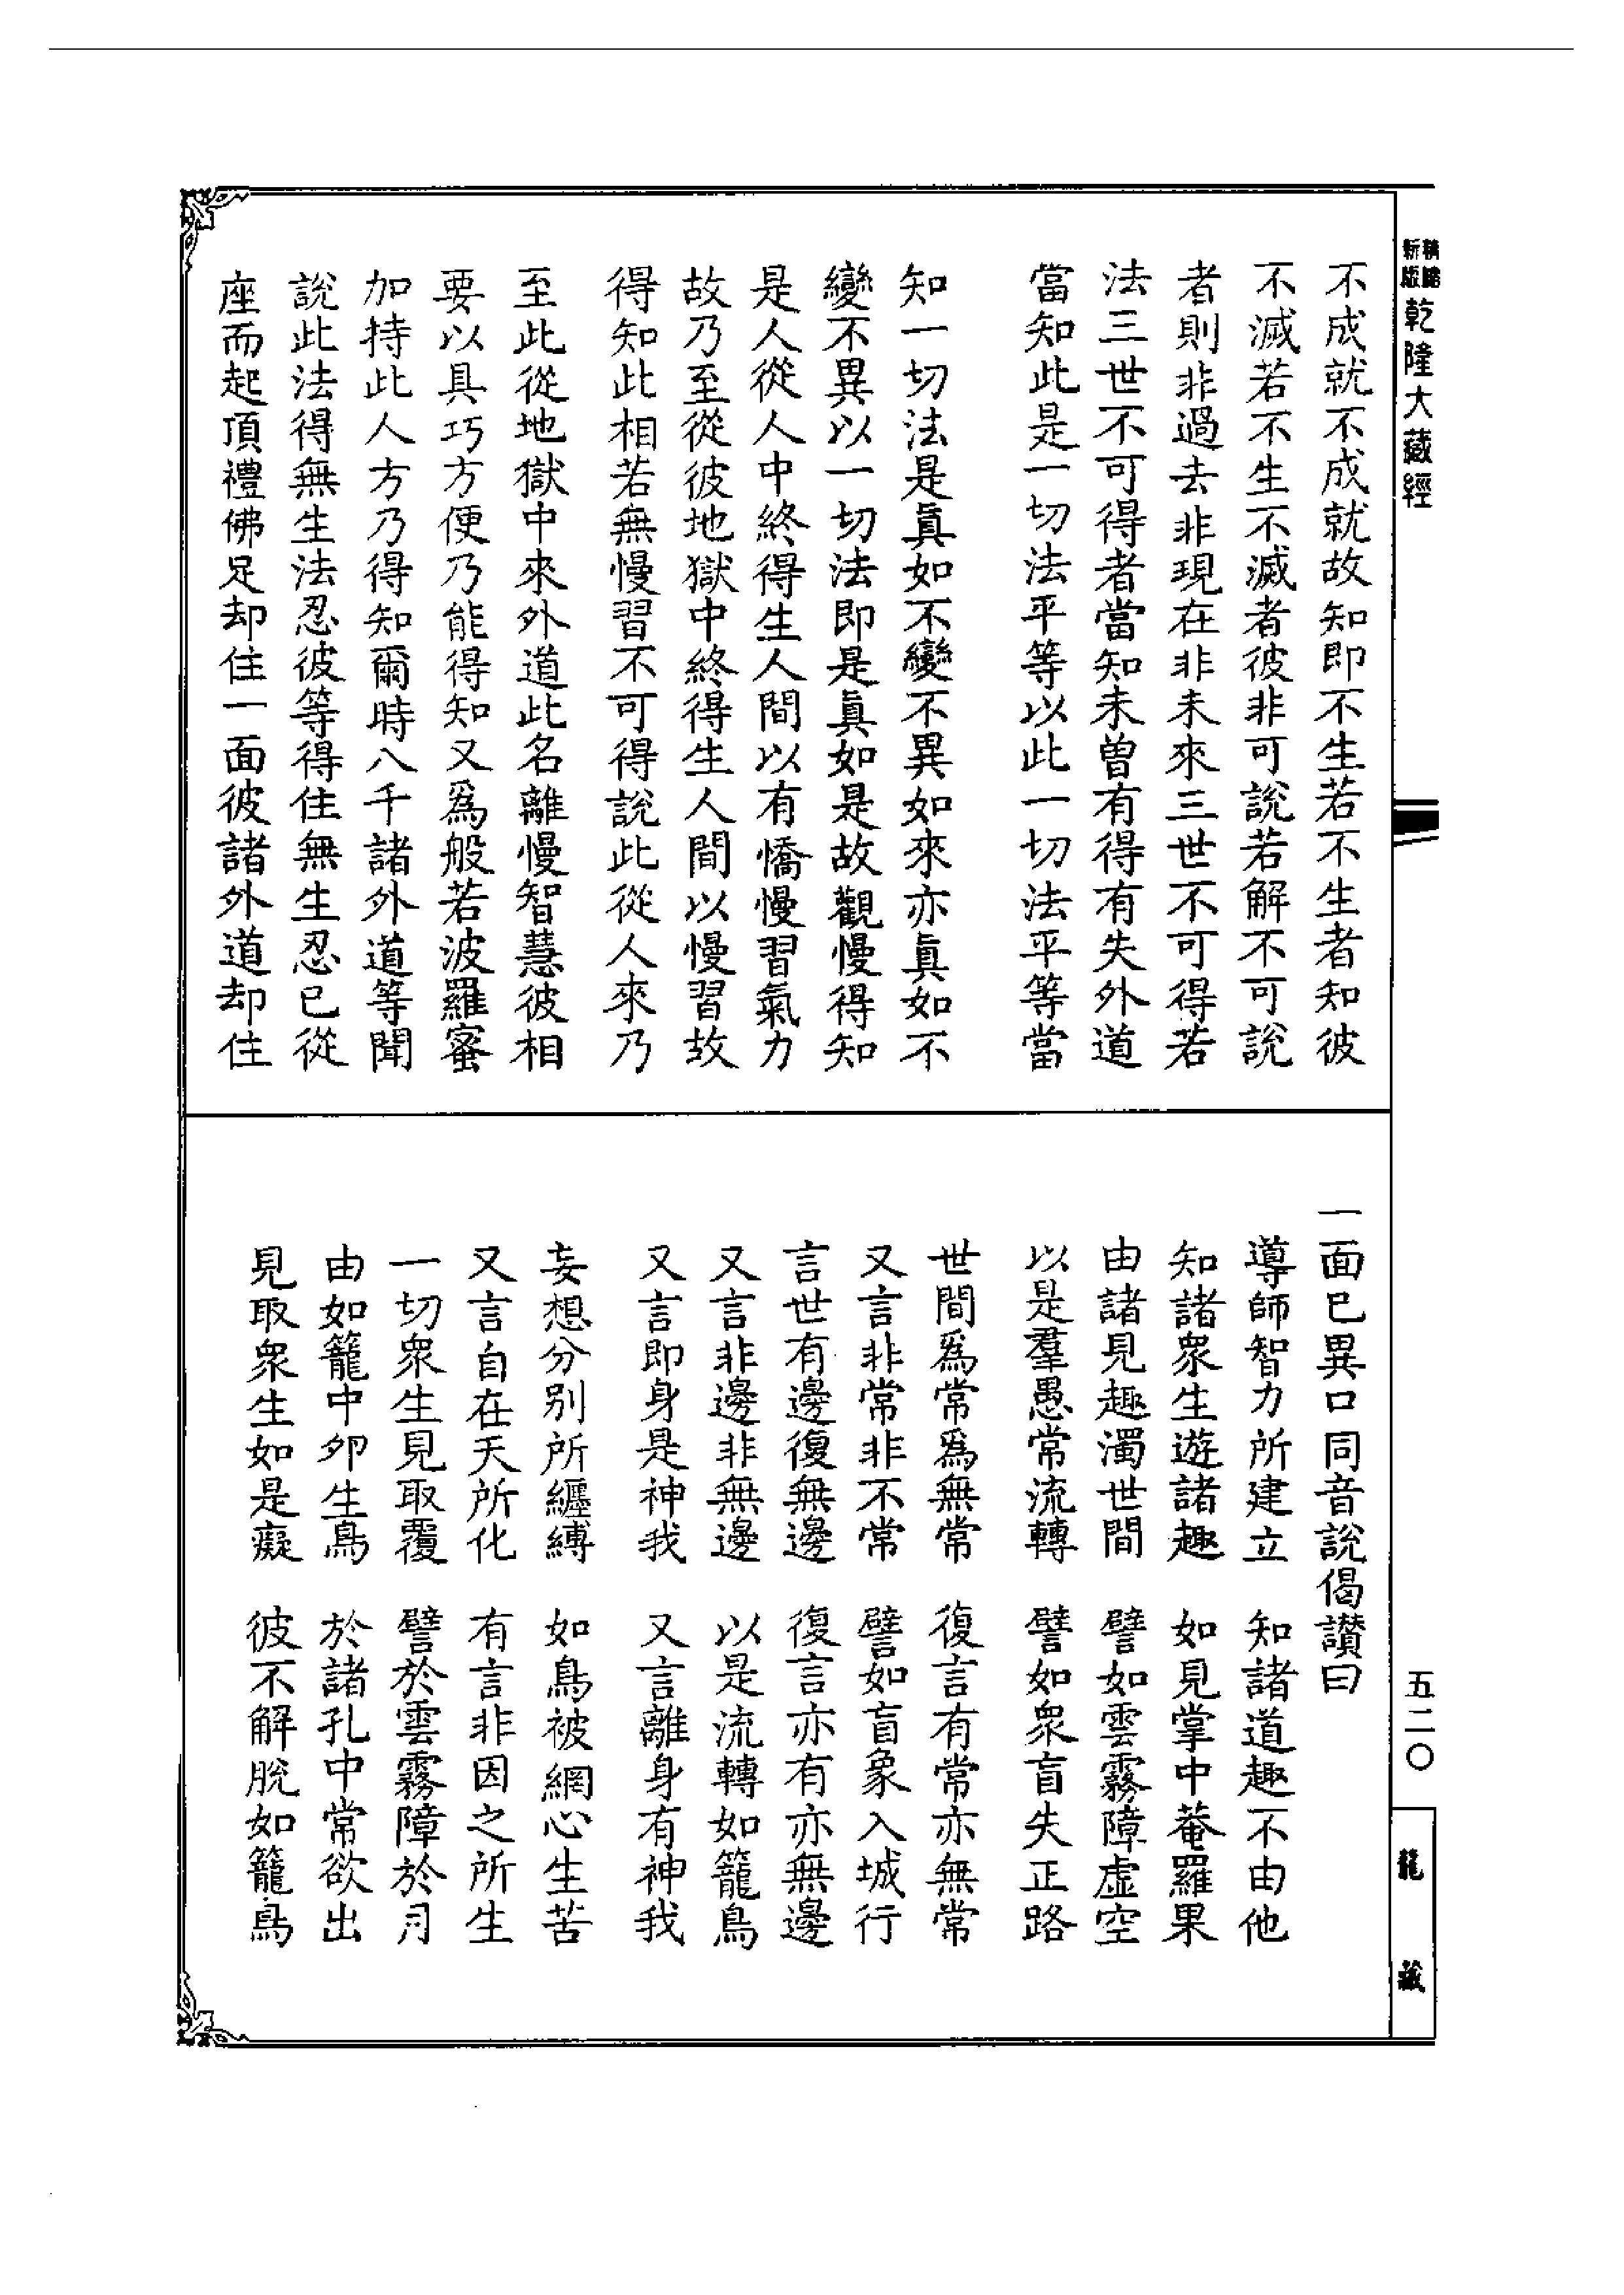 新版
精縮
乾隆大藏經
不成就不成就故知即不生若不生者知彼
不滅若不生不滅者彼非可說若解不可說
者則非過去非現在非未來三世不可得若
法三世不可得者當知未曾有得有失外道
當知此是一切法平等以此一切法平等當
知一切法是眞如不變不異如來亦眞如不
變不異以一切法即是眞如是故觀慢得知
是人從人中終得生人間以有憍慢習氣力
故乃至從彼地獄中終得生人間以慢習故
得知此相若無慢習不可得說此從人來乃
至此從地獄中來外道此名離慢智慧彼相
要以具巧方便乃能得知又爲般若波羅蜜
加持此人方乃得知爾時八千諸外道等聞
說此法得無生法忍彼等得住無生忍已從
座而起頂禮佛足却住一面彼諸外道却住
一面已異口同音說偈讃曰
導師智力所建立　知諸道趣不由他
知諸衆生遊諸趣　如見掌中菴羅果
由諸見趣濁世間　譬如雲霧障虛空
以是羣愚常流轉　譬如衆盲失正路
世間爲常爲無常　復言有常亦無常
又言非常非不常　譬如盲象入城行
言世有邊復無邊　復言亦有亦無邊
又言非邊非無邊　以是流轉如籠鳥
又言即身是神我　又言離身有神我
妄想分別所纏縛　如鳥被網心生苦
又言自在天所化　有言非因之所生
一切衆生見取覆　譬於雲霧障於月
由如籠中卵生鳥　於諸孔中常欲出
見取衆生如是癡　彼不解脫如籠鳥
五二〇
龍藏